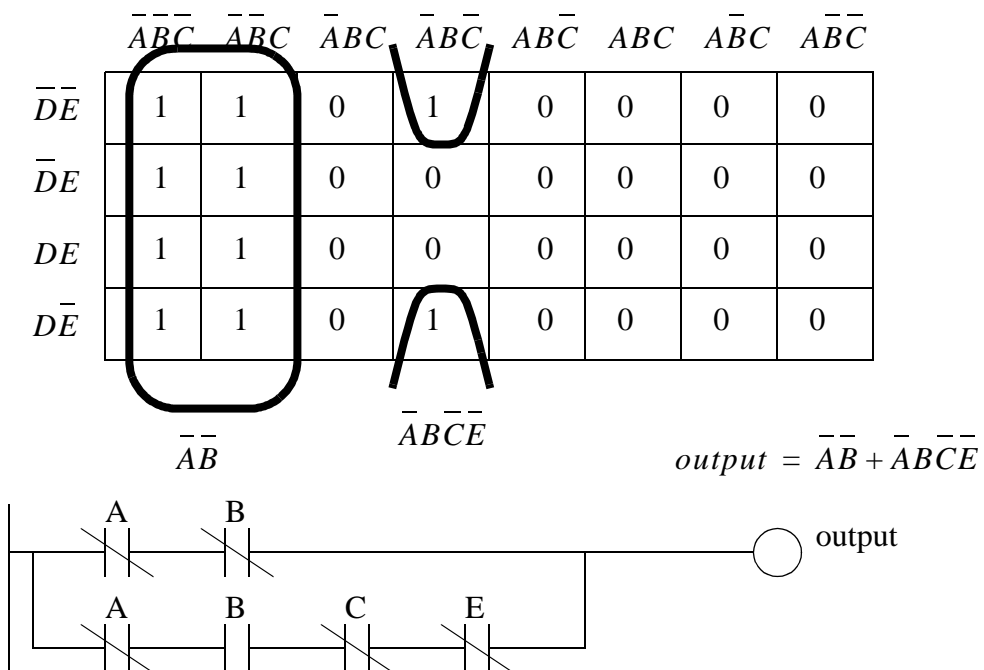 A̅B̅C̅ A̅B̅C A̅BC A̅BC̅ ABC̅ ABC AB̅C AB̅C̅
D̅E̅ 1 1 0 1 0 0 0 0
D̅E 1 1 0 0 0 0 0 0
DE 1 1 0 0 0 0 0 0
DE̅ 1 1 0 1 0 0 0 0
A̅BC̅E̅
A̅B̅
output = A̅B̅ + A̅BC̅E̅
A B output
A B C E